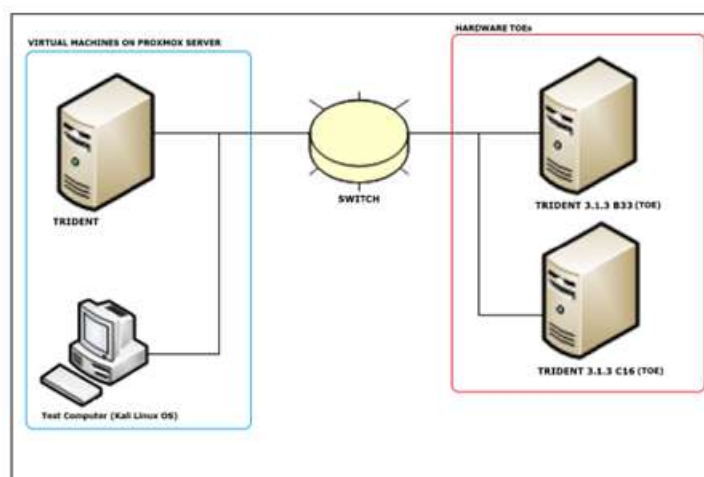 VIRTUAL MACHINES ON PROXMOX SERVER
HARDWARE TOEs
TRIDENT
SWITCH
TRIDENT 3.1.3 B33 (TOE)
Test Computer (Kali Linux OS)
TRIDENT 3.1.3 C16 (TOE)